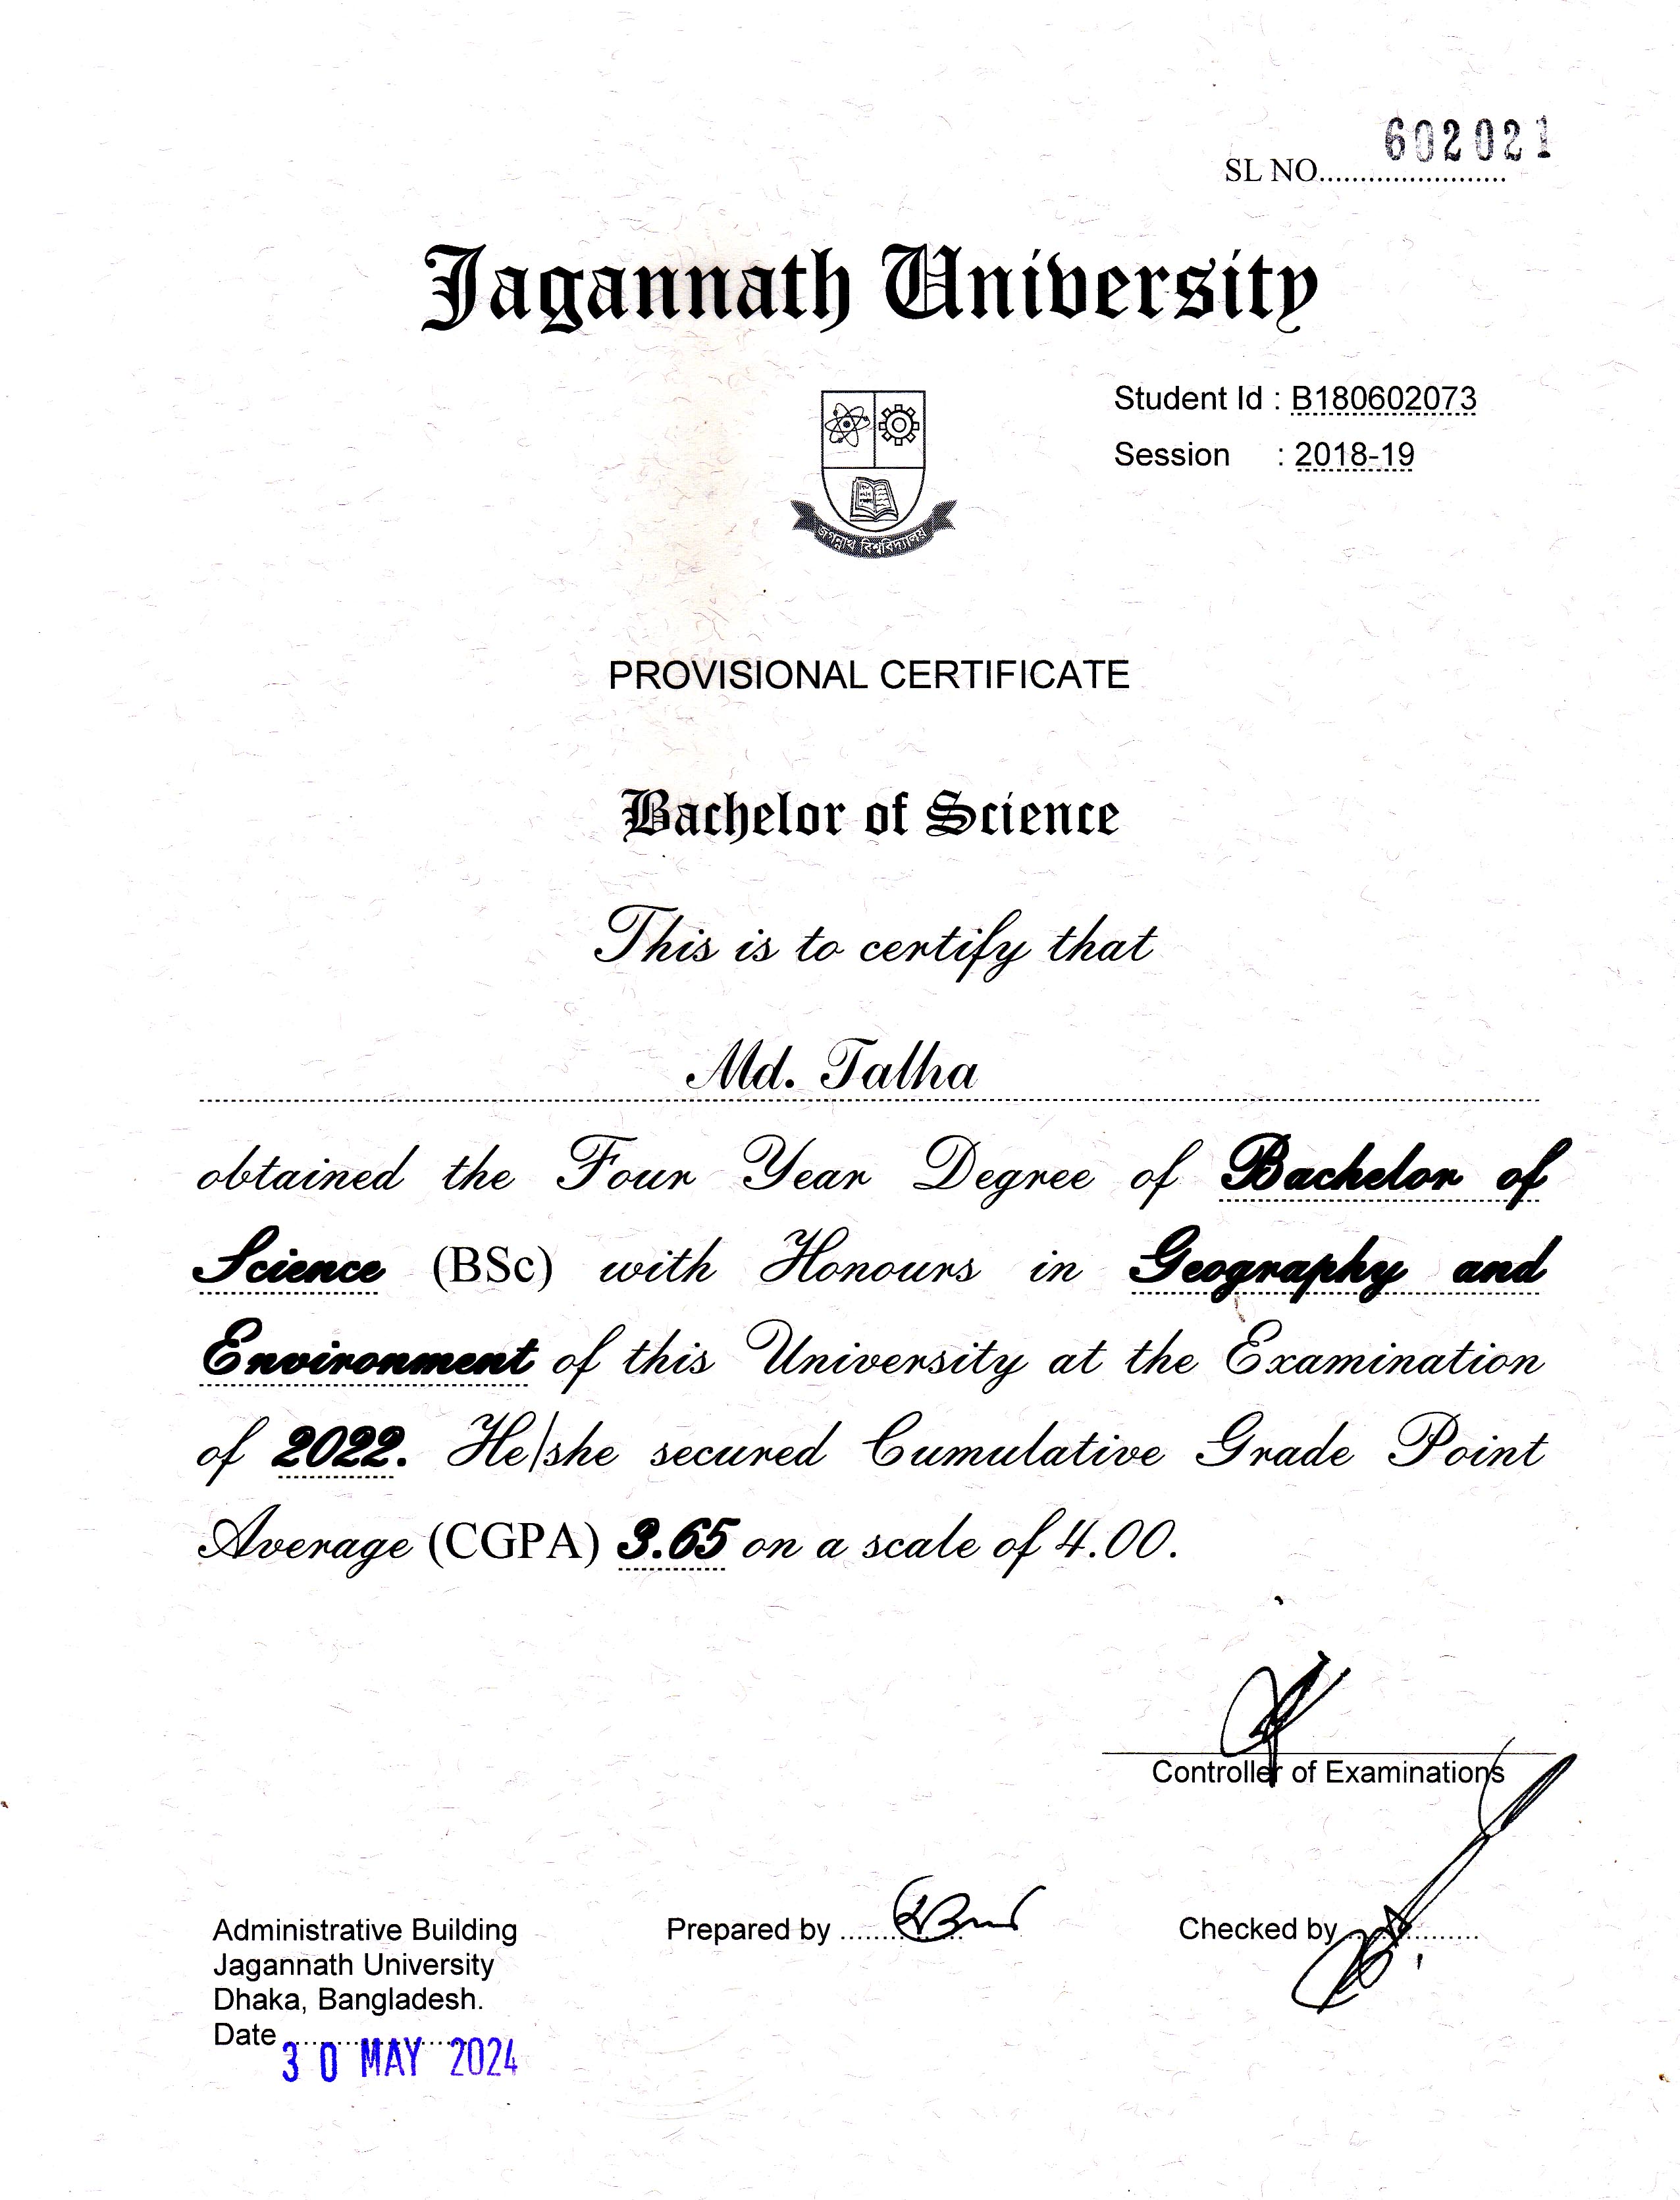 602021
SL NO........................
Jagannath University
Student Id : B180602073
Session : 2018-19
জগন্নাথ বিশ্ববিদ্যালয়
PROVISIONAL CERTIFICATE
Bachelor of Science
This is to certify that
Md. Talha
obtained the Four Year Degree of Bachelor of
Science (BSc) with Honours in Geography and
Environment of this University at the Examination
of 2022. He/she secured Cumulative Grade Point
Average (CGPA) 3.65 on a scale of 4.00.
Controller of Examinations
Administrative Building
Jagannath University
Dhaka, Bangladesh.
Date........................
30 MAY 2024
Prepared by ................
Checked by ..................